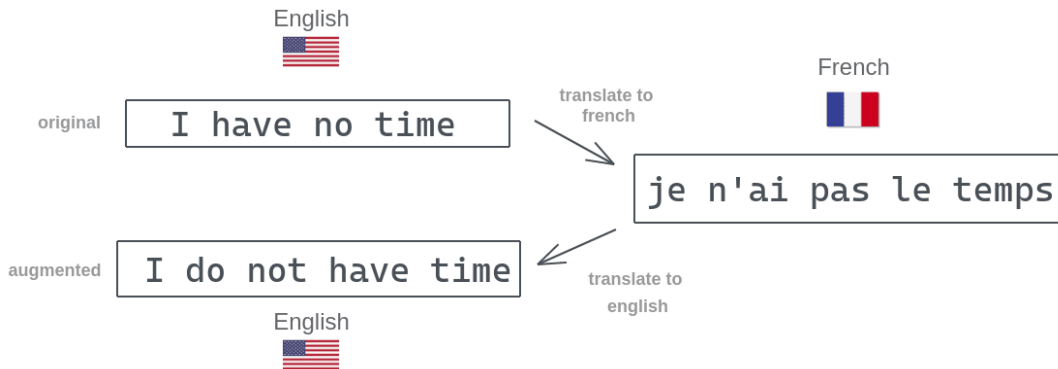 English
original
I have no time
translate to
french
French
je n'ai pas le temps
translate to
english
augmented
I do not have time
English